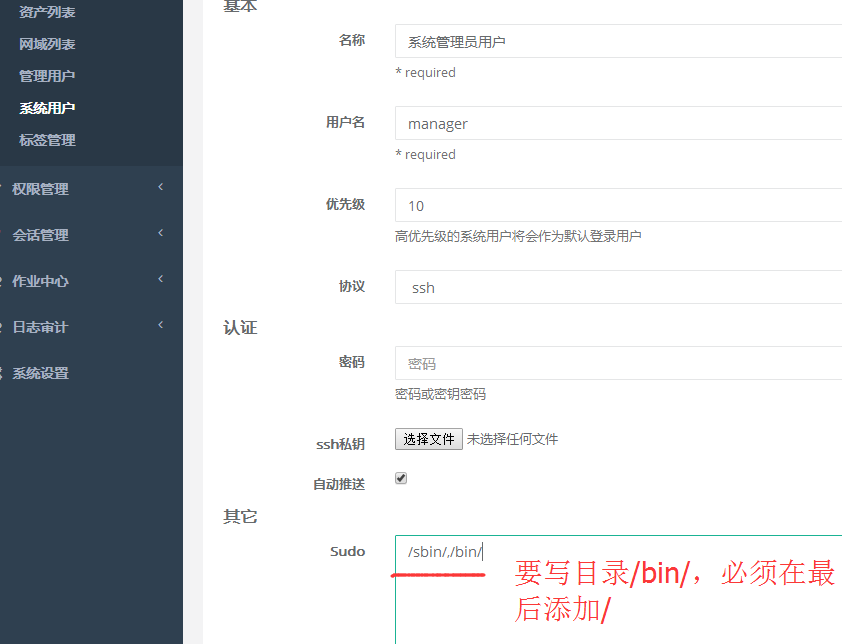 资产列表
网域列表
管理用户
系统用户
标签管理
权限管理
会话管理
作业中心
日志审计
系统设置
基本
名称
系统管理员用户
* required
用户名
manager
* required
优先级
10
高优先级的系统用户将会作为默认登录用户
协议
ssh
认证
密码
密码
密码或密钥密码
ssh私钥
选择文件 未选择任何文件
自动推送
其它
Sudo
/sbin/,/bin/
要写目录/bin/，必须在最
后添加/